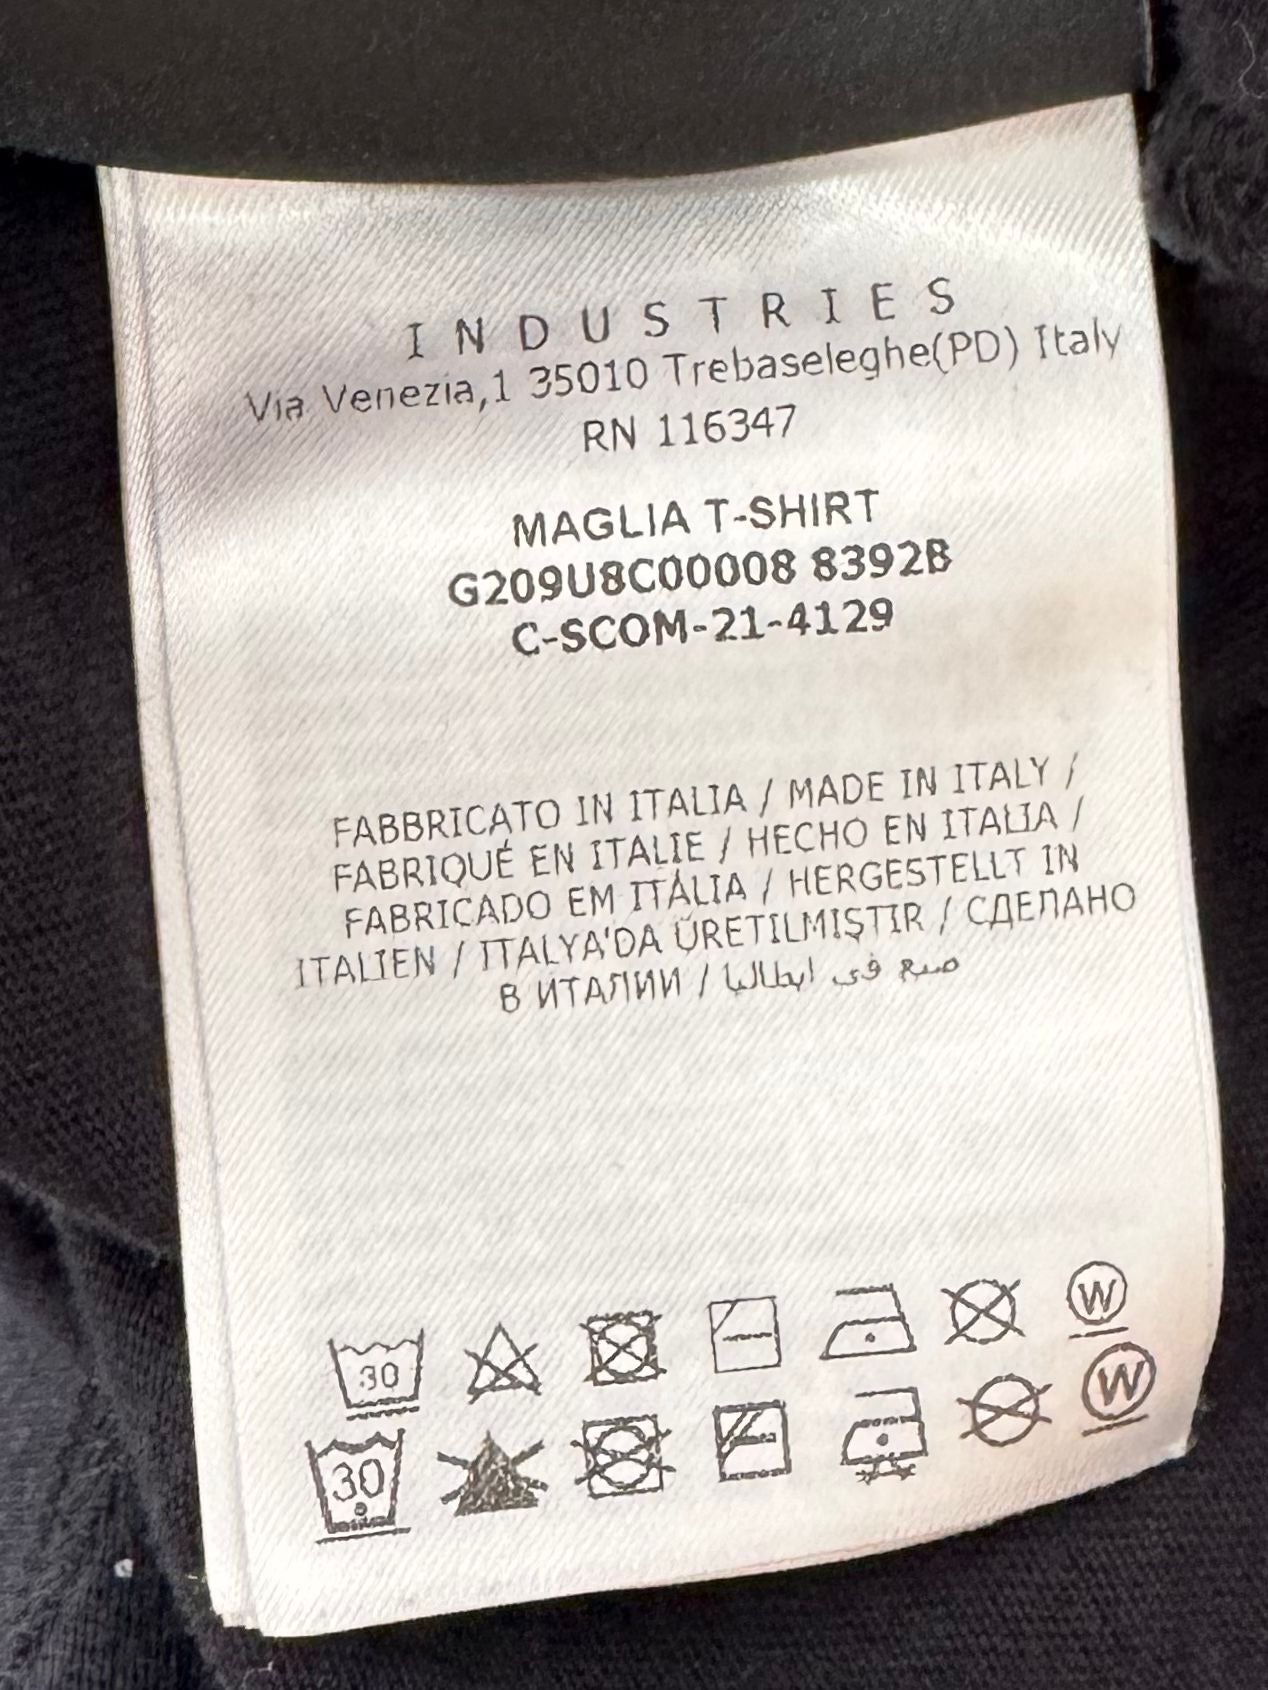 INDUSTRIES
Via Venezia,1 35010 Trebaseleghe(PD) Italy
RN 116347
MAGLIA T-SHIRT
G209U8C00008 8392B
C-SCOM-21-4129
FABBRICATO IN ITALIA / MADE IN ITALY /
FABRIQUÉ EN ITALIE / HECHO EN ITALIA /
FABRICADO EM ITÁLIA / HERGESTELLT IN
ITALIEN / ITALYA'DA ÜRETILMIŞTIR / СДЕЛАНО
В ИТАЛИИ / صنع في ايطاليا
30 W
30 W